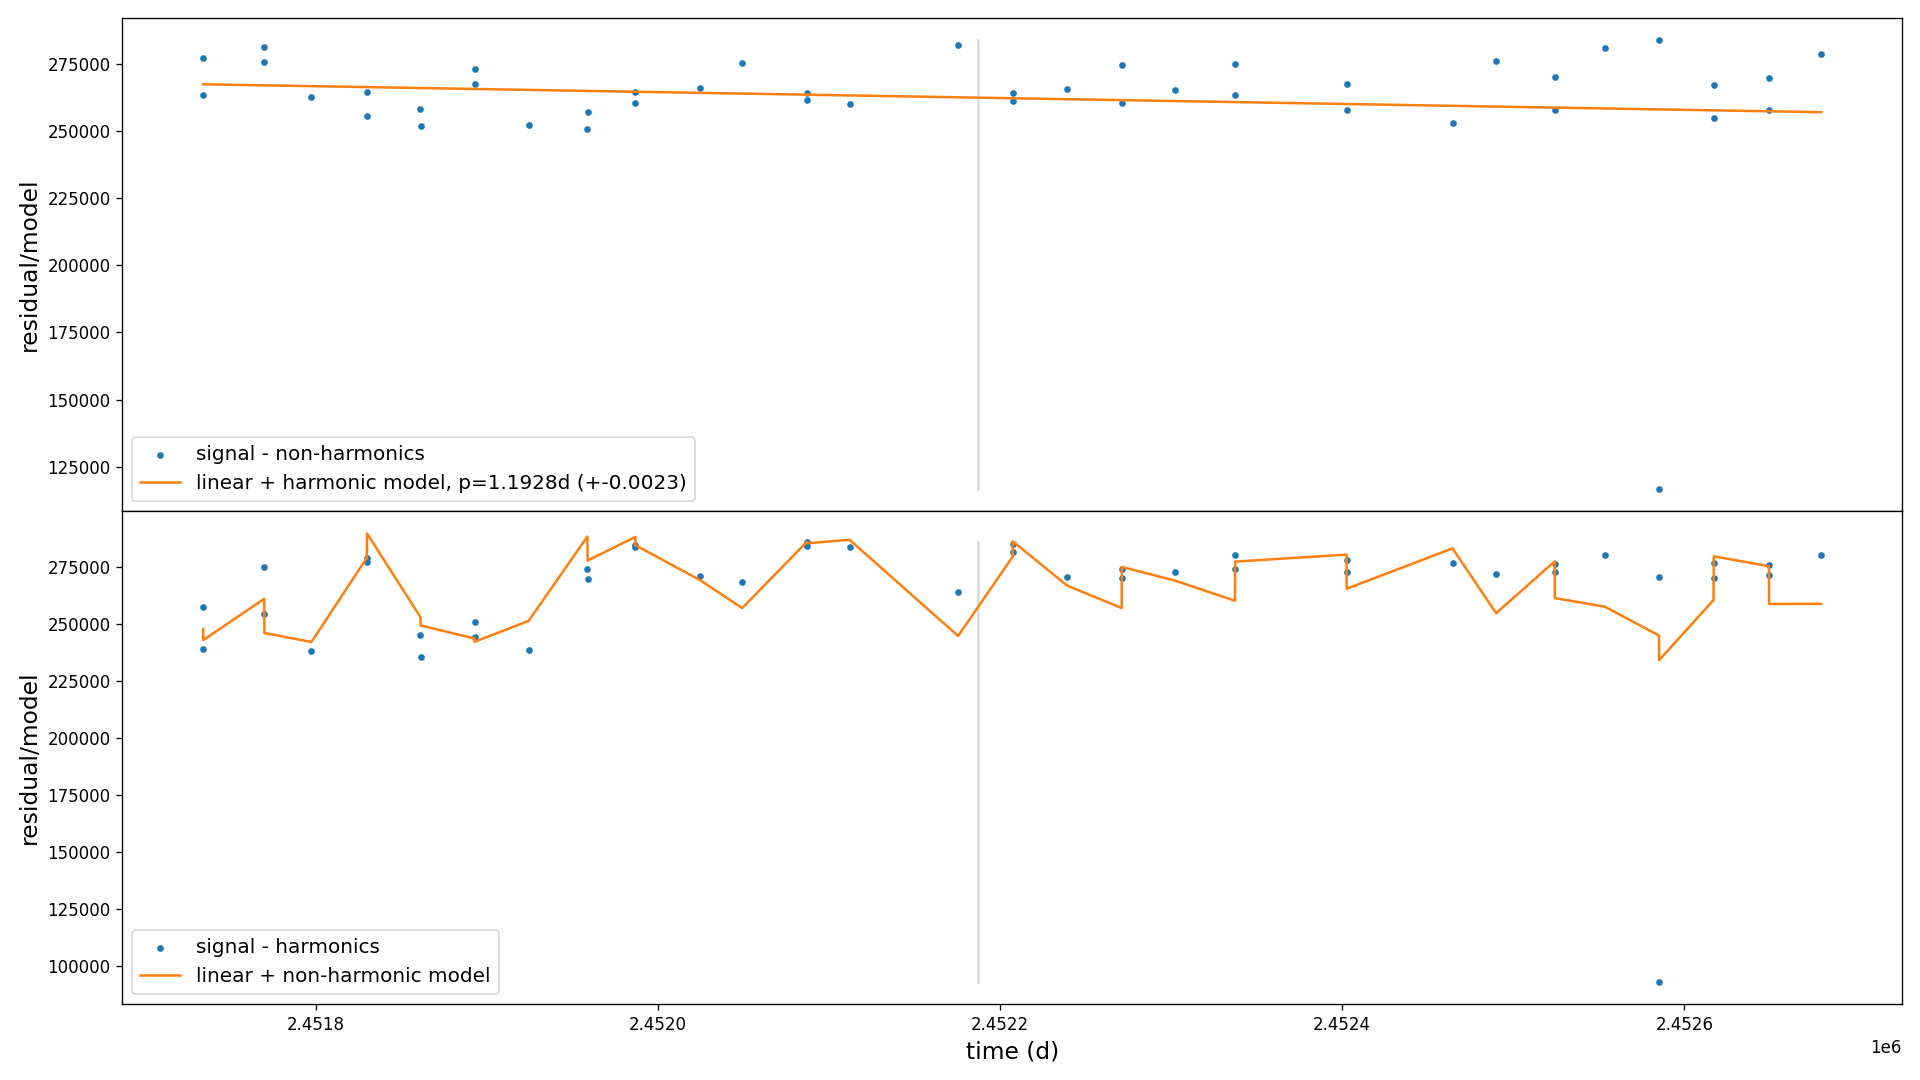 residual/model
275000
250000
225000
200000
175000
150000
125000
signal - non-harmonics
linear + harmonic model, p=1.1928d (+-0.0023)
residual/model
275000
250000
225000
200000
175000
150000
125000
100000
signal - harmonics
linear + non-harmonic model
2.4518
2.4520
2.4522
2.4524
2.4526
time (d)
1e6